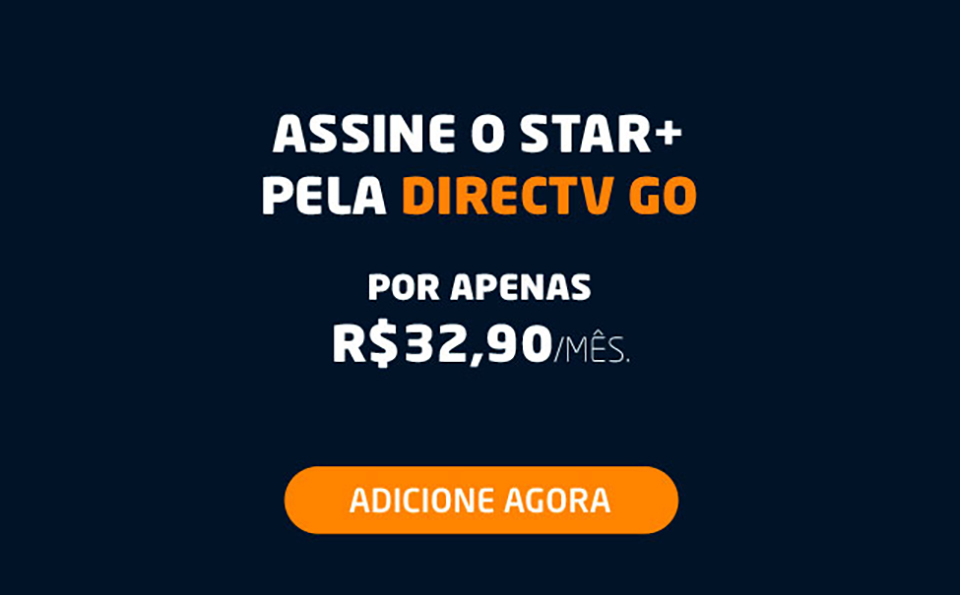 ASSINE O STAR+
PELA DIRECTV GO
POR APENAS
R$32,90/MÊS.
ADICIONE AGORA